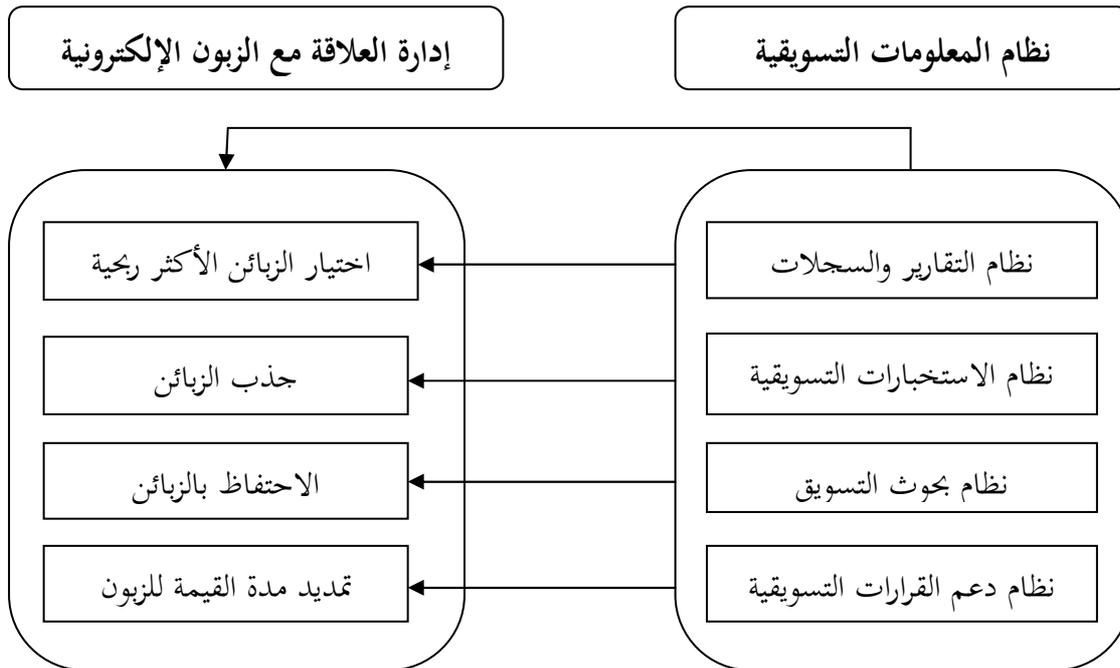 نظام المعلومات التسويقية
إدارة العلاقة مع الزبون الإلكترونية
نظام التقارير والسجلات
اختيار الزبائن الأكثر ربحية
نظام الاستخبارات التسويقية
جذب الزبائن
نظام بحوث التسويق
الاحتفاظ بالزبائن
نظام دعم القرارات التسويقية
تمديد مدة القيمة للزبون